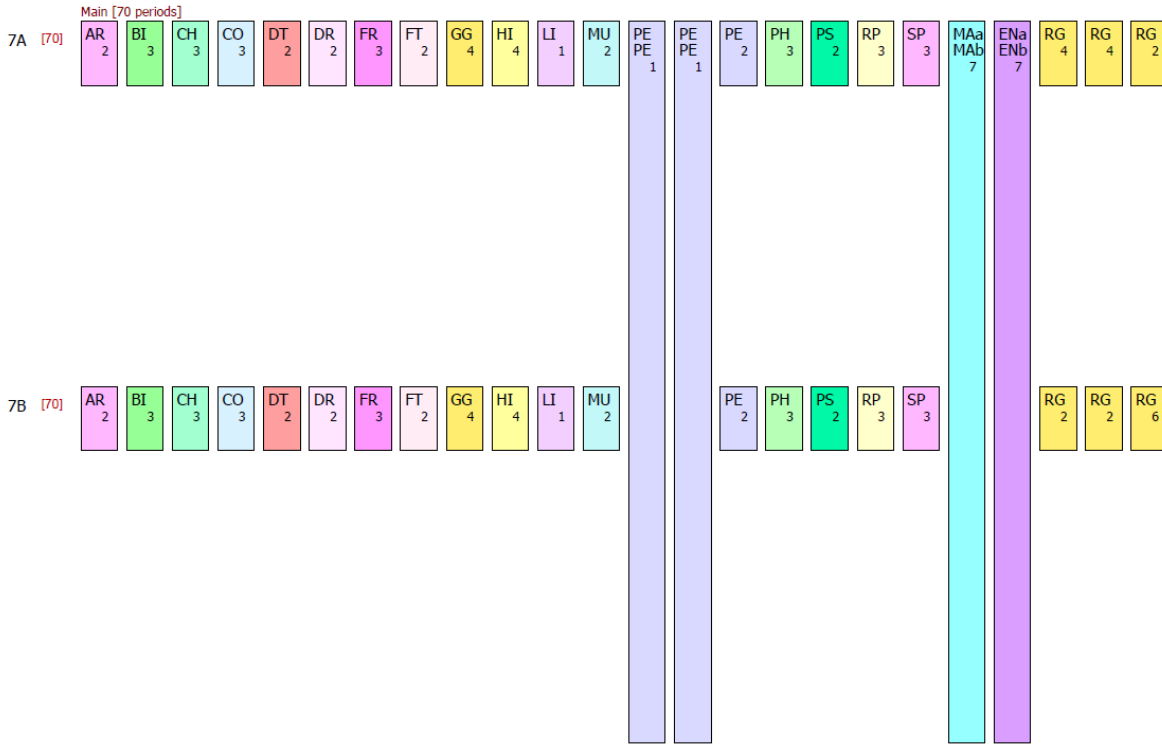 Main [70 periods]
7A [70] AR 2 BI 3 CH 3 CO 3 DT 2 DR 2 FR 3 FT 2 GG 4 HI 4 LI 1 MU 2 PE PE 1 PE PE 1 PE 2 PH 3 PS 2 RP 3 SP 3 MAa MAb 7 ENa ENb 7 RG 4 RG 4 RG 2
7B [70] AR 2 BI 3 CH 3 CO 3 DT 2 DR 2 FR 3 FT 2 GG 4 HI 4 LI 1 MU 2 PE 2 PH 3 PS 2 RP 3 SP 3 RG 2 RG 2 RG 6